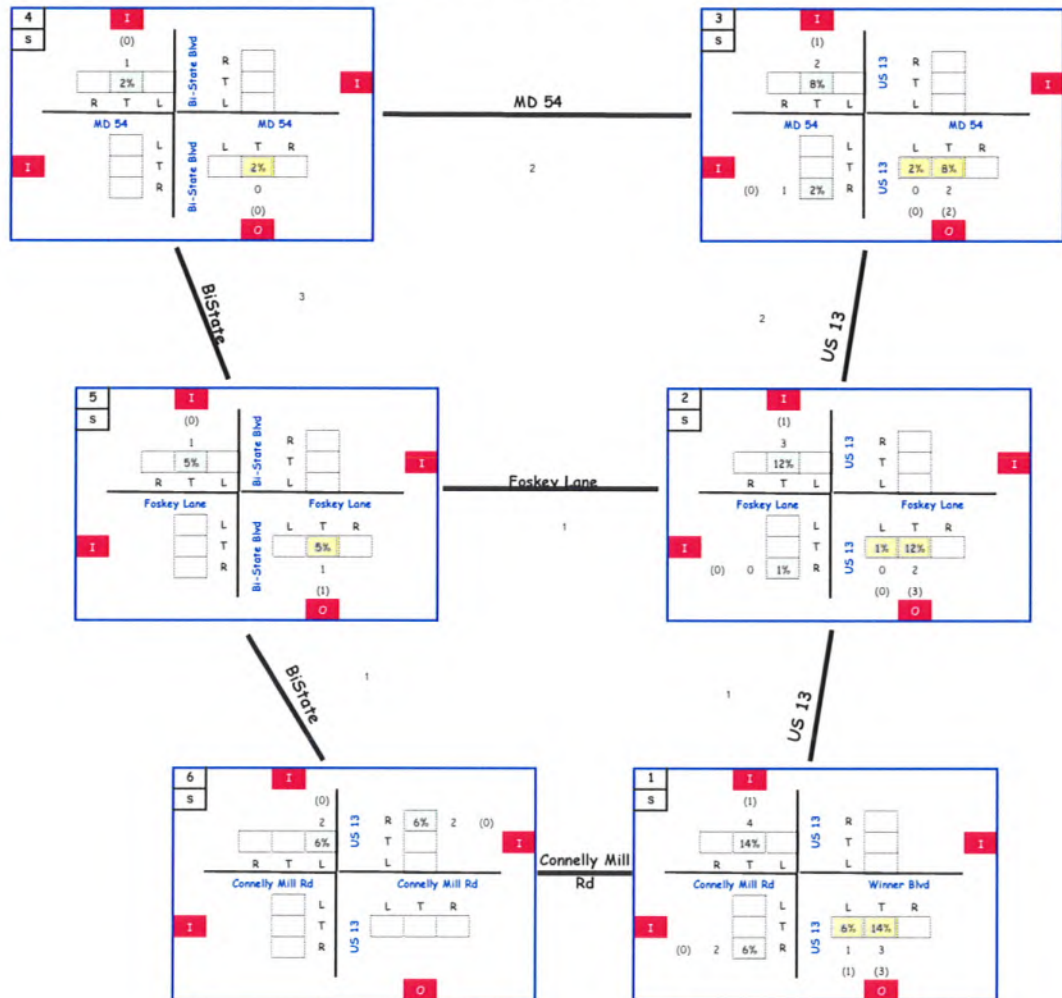 4
S
I
(0)
1
2%
R T L
Bi-State Blvd
R
T
L
I
MD 54
MD 54
I
L
T
R
Bi-State Blvd
L T R
2%
0
(0)
O
MD 54
2
3
S
I
(1)
2
8%
R T L
US 13
R
T
L
I
MD 54
MD 54
I
L
T
(0) 1 2% R
US 13
L T R
2% 8%
0 2
(0) (2)
O
BiState
3
2
US 13
5
S
I
(0)
1
5%
R T L
Bi-State Blvd
R
T
L
I
Foskey Lane
Foskey Lane
I
L
T
R
Bi-State Blvd
L T R
5%
1
(1)
O
Foskey Lane
1
2
S
I
(1)
3
12%
R T L
US 13
R
T
L
I
Foskey Lane
Foskey Lane
I
L
T
(0) 0 1% R
US 13
L T R
1% 12%
0 2
(0) (3)
O
BiState
1
1
US 13
6
S
I
(0)
2
6%
R T L
US 13
R 6% 2 (0)
T
L
I
Connelly Mill Rd
Connelly Mill Rd
I
L
T
R
US 13
L T R
O
Connelly Mill
Rd
1
S
I
(1)
4
14%
R T L
US 13
R
T
L
I
Connelly Mill Rd
Winner Blvd
I
L
T
(0) 2 6% R
US 13
L T R
6% 14%
1 3
(1) (3)
O